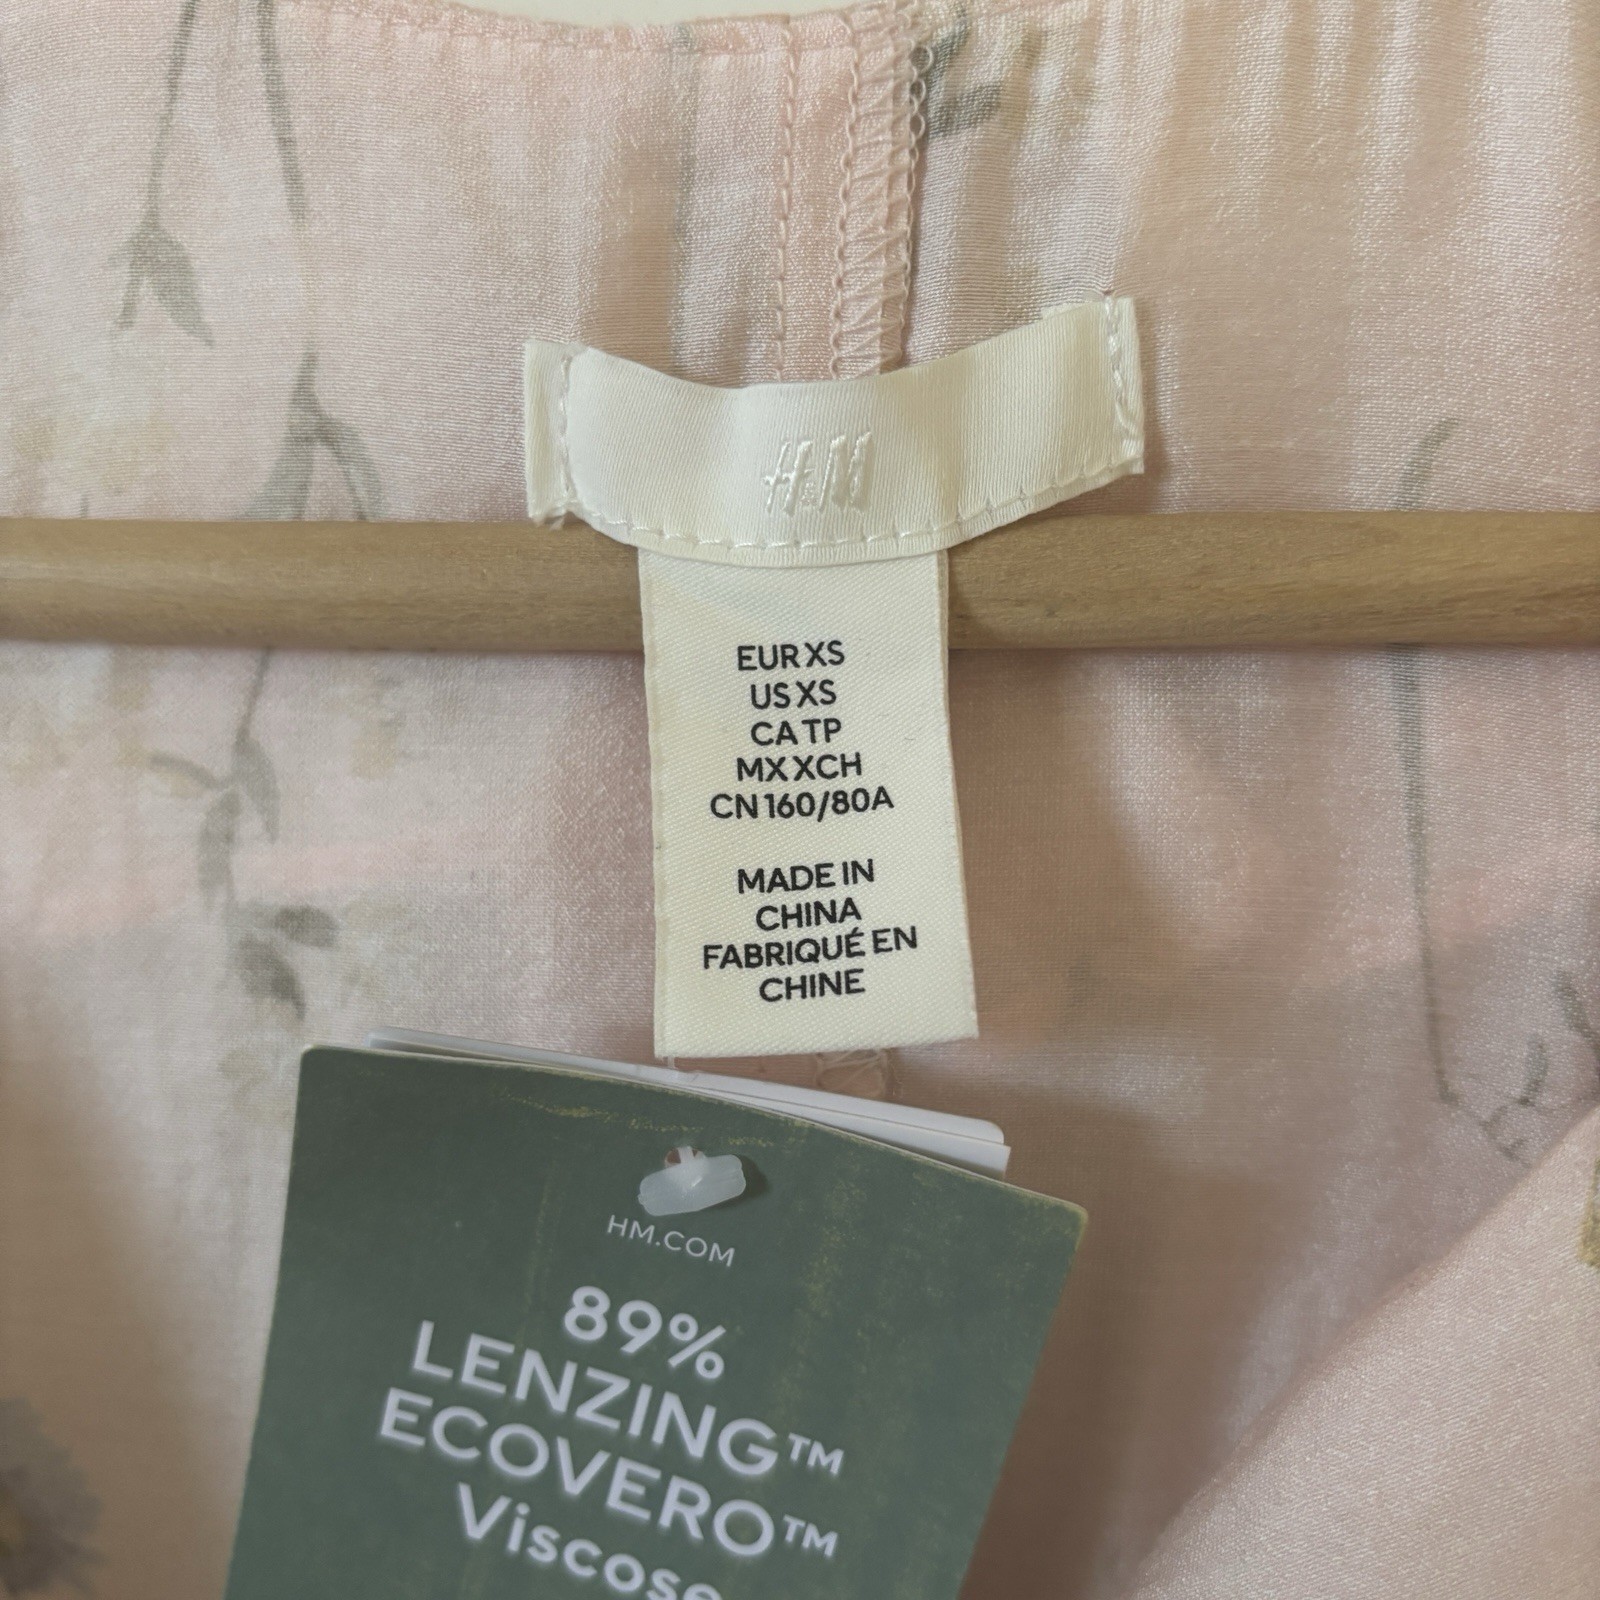 H&M
EUR XS
US XS
CA TP
MX XCH
CN 160/80A
MADE IN
CHINA
FABRIQUÉ EN
CHINE
HM.COM
89%
LENZING™
ECOVERO™
Viscose